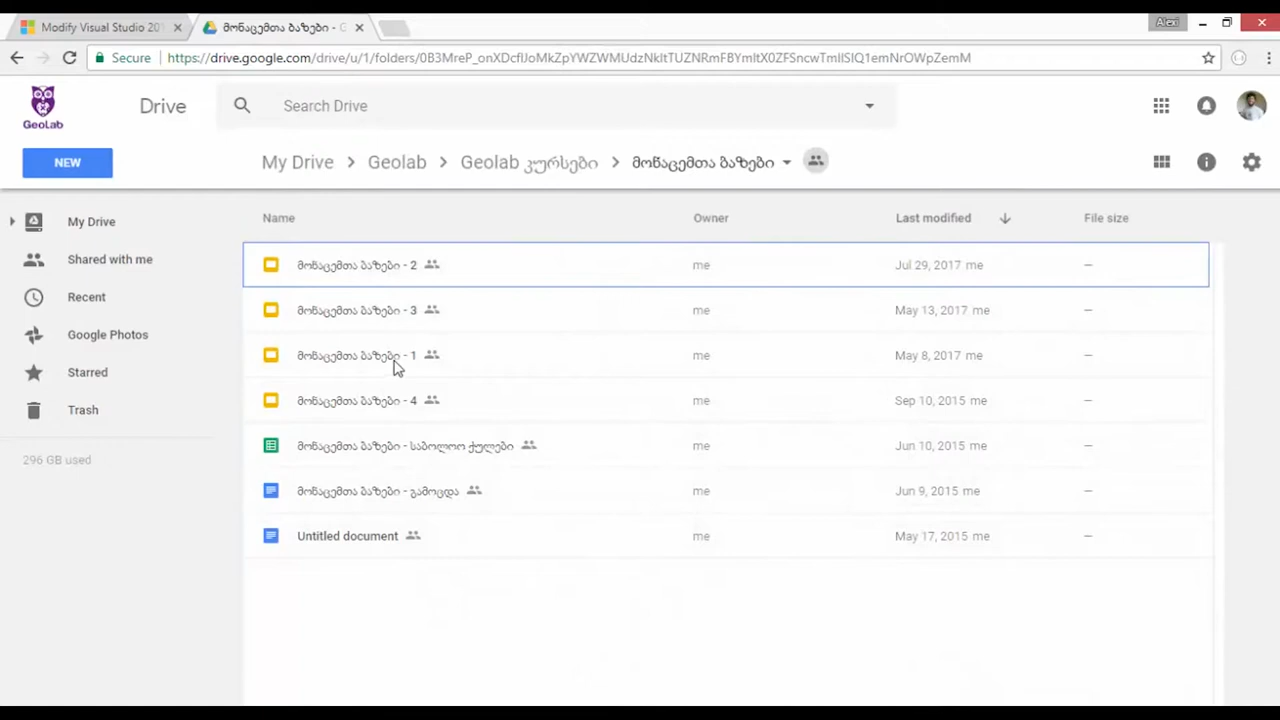 Modify Visual Studio 201
მონაცემთა ბაზები - G
Alexi
Secure
https://drive.google.com/drive/u/1/folders/0B3MreP_onXDcflJoMkZpYWZWMUdzNkltTUZNRmFBYmltX0ZFSncwTmllSlQ1emNrOWpZemM
GeoLab
Drive
Search Drive
NEW
My Drive
Geolab
Geolab კურსები
მონაცემთა ბაზები
My Drive
Shared with me
Recent
Google Photos
Starred
Trash
296 GB used
Name Owner Last modified File size
მონაცემთა ბაზები - 2 me Jul 29, 2017 me –
მონაცემთა ბაზები - 3 me May 13, 2017 me –
მონაცემთა ბაზები - 1 me May 8, 2017 me –
მონაცემთა ბაზები - 4 me Sep 10, 2015 me –
მონაცემთა ბაზები - საბოლოო ქულები me Jun 10, 2015 me –
მონაცემთა ბაზები - გამოცდა me Jun 9, 2015 me –
Untitled document me May 17, 2015 me –